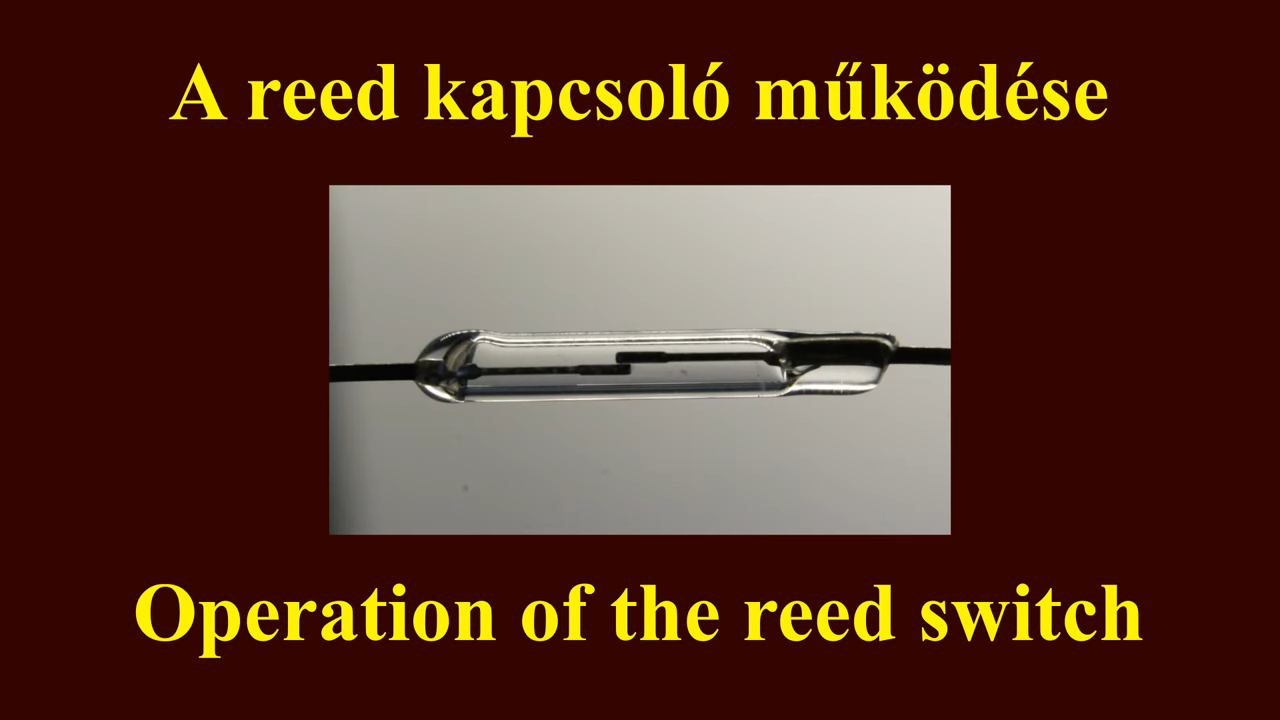 A reed kapcsoló működése
Operation of the reed switch